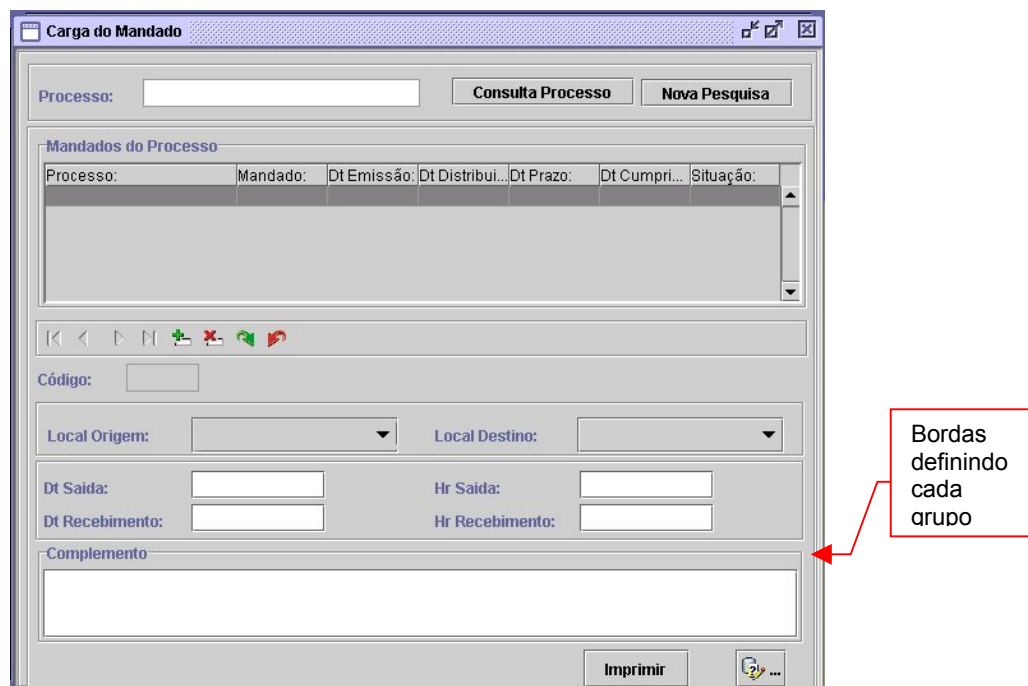 Carga do Mandado
Processo:
Consulta Processo
Nova Pesquisa
Mandados do Processo
Processo: Mandado: Dt Emissão: Dt Distribui... Dt Prazo: Dt Cumpri... Situação:
Código:
Local Origem:
Local Destino:
Dt Saida:
Hr Saida:
Dt Recebimento:
Hr Recebimento:
Complemento
Imprimir
...
Bordas
definindo
cada
grupo